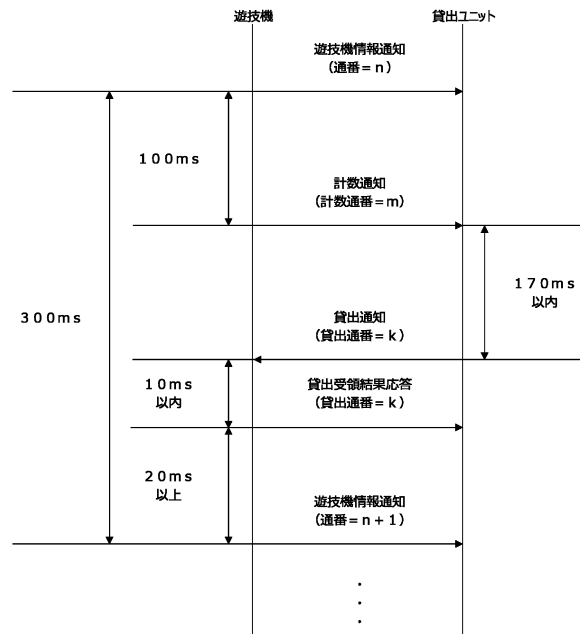 遊技機
貸出ユニット
遊技機情報通知
(通番=n)
100ms
計数通知
(計数通番=m)
170ms
以内
300ms
貸出通知
(貸出通番=k)
10ms
以内
貸出受領結果応答
(貸出通番=k)
20ms
以上
遊技機情報通知
(通番=n+1)
・
・
・